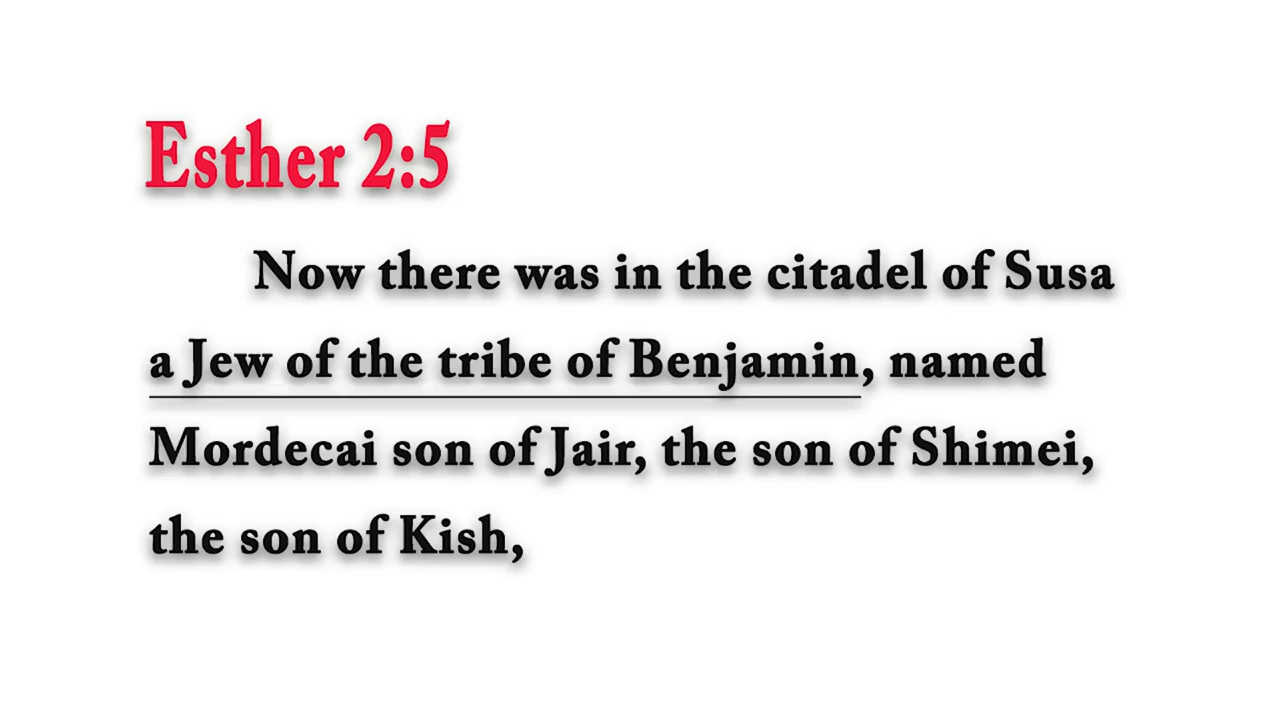 Esther 2:5
Now there was in the citadel of Susa
a Jew of the tribe of Benjamin, named
Mordecai son of Jair, the son of Shimei,
the son of Kish,